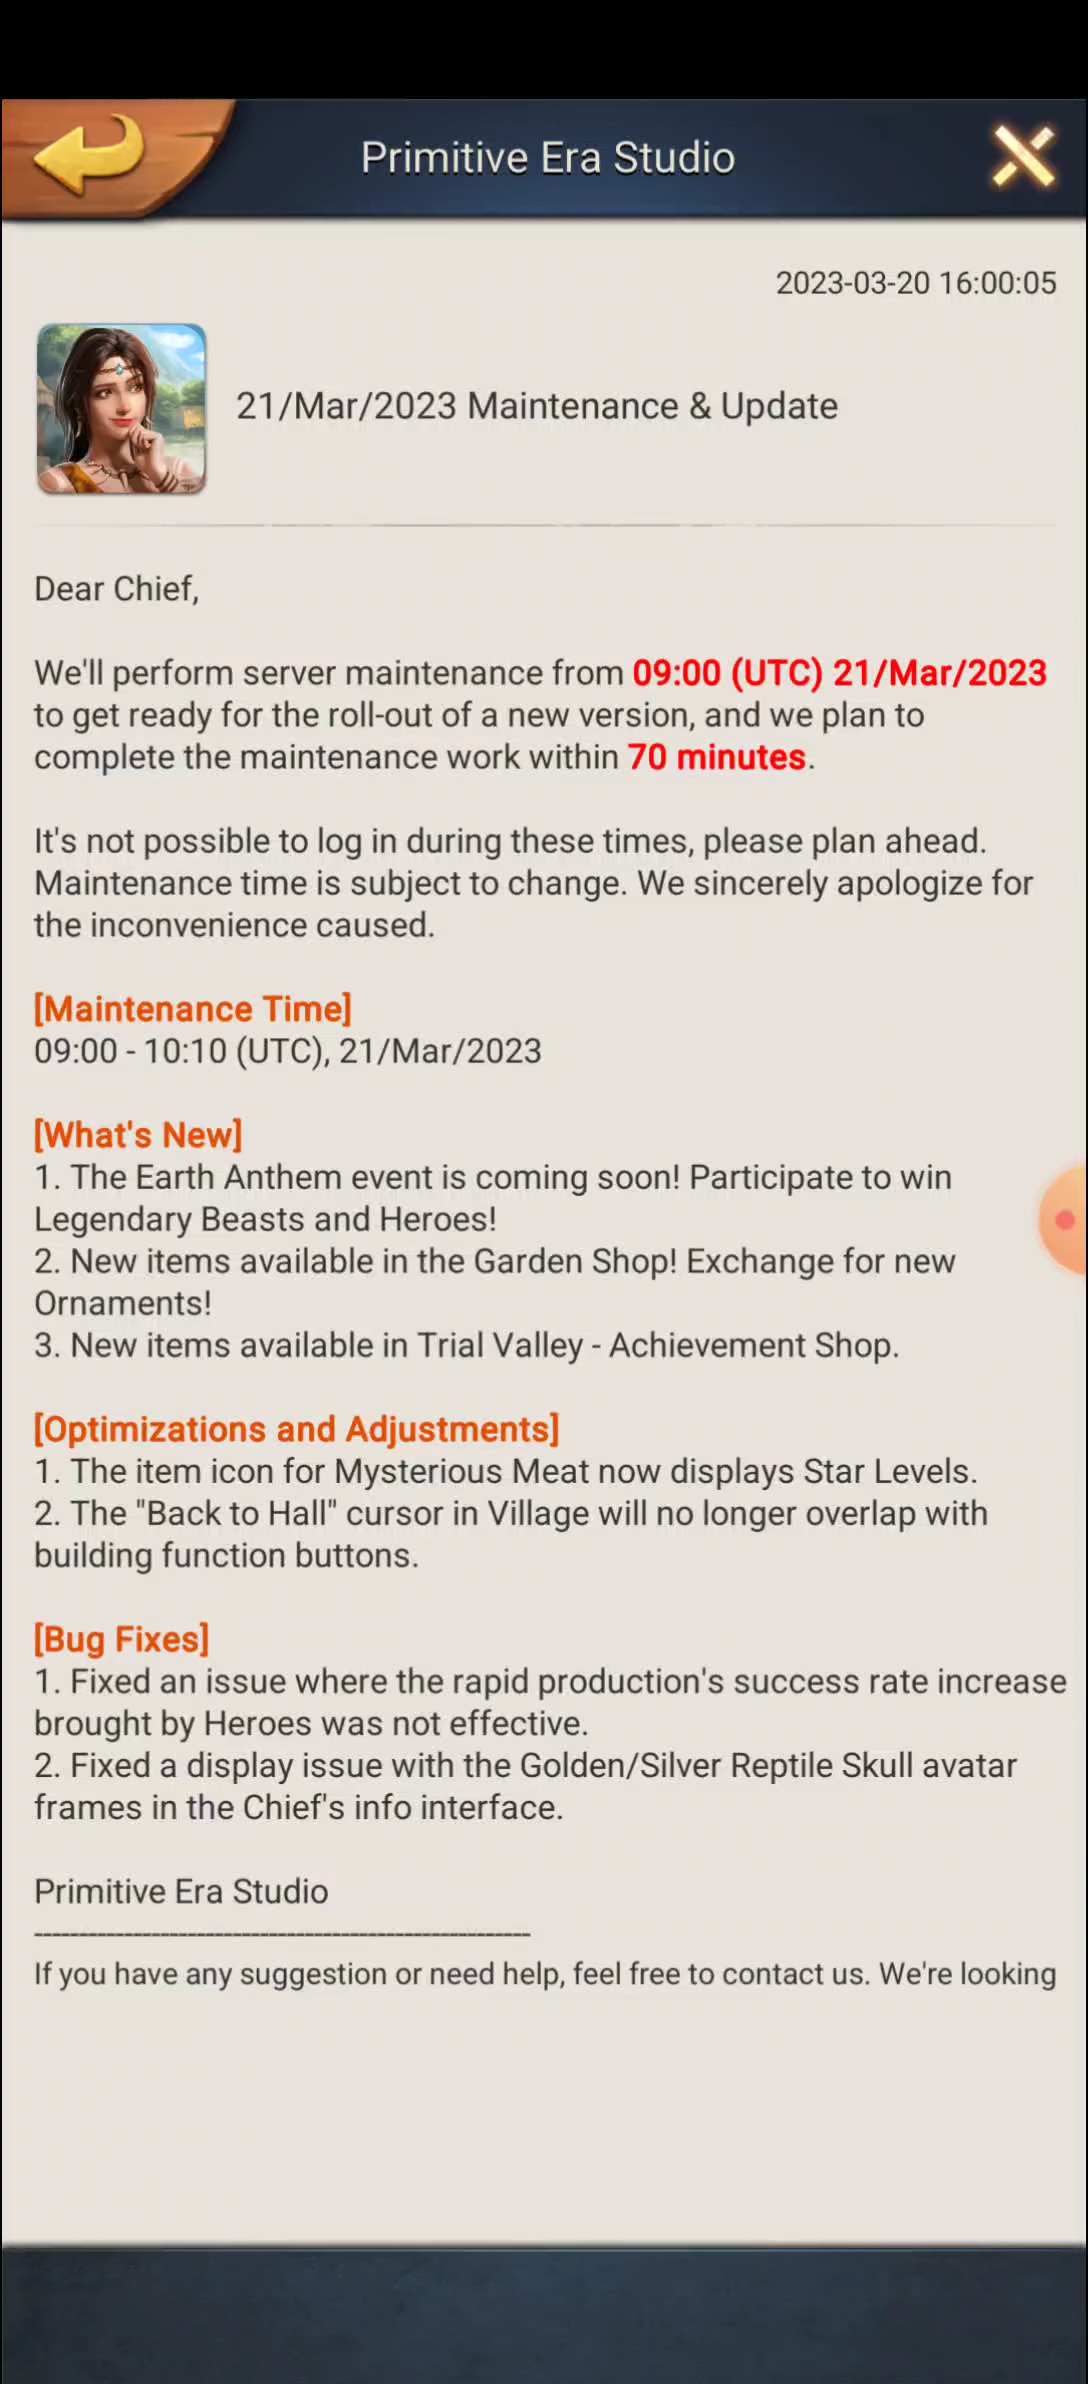 Primitive Era Studio
2023-03-20 16:00:05
21/Mar/2023 Maintenance & Update
Dear Chief,
We'll perform server maintenance from 09:00 (UTC) 21/Mar/2023
to get ready for the roll-out of a new version, and we plan to
complete the maintenance work within 70 minutes.
It's not possible to log in during these times, please plan ahead.
Maintenance time is subject to change. We sincerely apologize for
the inconvenience caused.
[Maintenance Time]
09:00 - 10:10 (UTC), 21/Mar/2023
[What's New]
1. The Earth Anthem event is coming soon! Participate to win
Legendary Beasts and Heroes!
2. New items available in the Garden Shop! Exchange for new
Ornaments!
3. New items available in Trial Valley - Achievement Shop.
[Optimizations and Adjustments]
1. The item icon for Mysterious Meat now displays Star Levels.
2. The "Back to Hall" cursor in Village will no longer overlap with
building function buttons.
[Bug Fixes]
1. Fixed an issue where the rapid production's success rate increase
brought by Heroes was not effective.
2. Fixed a display issue with the Golden/Silver Reptile Skull avatar
frames in the Chief's info interface.
Primitive Era Studio
--------------------------------------------------------
If you have any suggestion or need help, feel free to contact us. We're looking